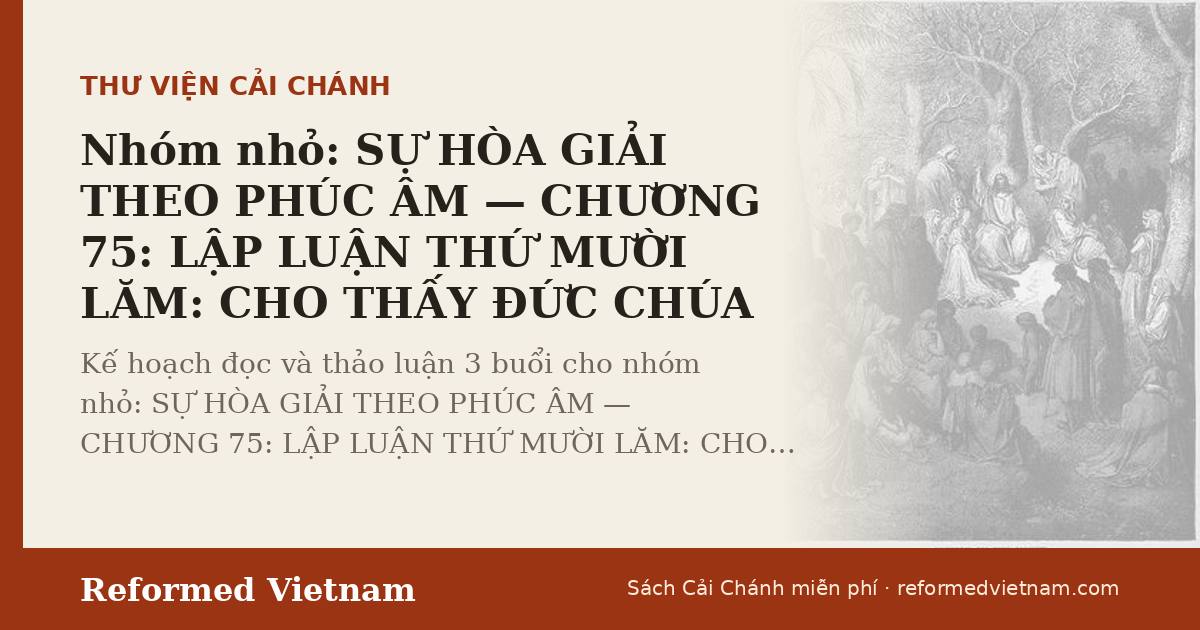 THƯ VIỆN CẢI CHÁNH
Nhóm nhỏ: SỰ HÒA GIẢI
THEO PHÚC ÂM — CHƯƠNG
75: LẬP LUẬN THỨ MƯỜI
LĂM: CHO THẤY ĐỨC CHÚA
Kế hoạch đọc và thảo luận 3 buổi cho nhóm
nhỏ: SỰ HÒA GIẢI THEO PHÚC ÂM —
CHƯƠNG 75: LẬP LUẬN THỨ MƯỜI LĂM: CHO...
Reformed Vietnam
Sách Cải Chánh miễn phí · reformedvietnam.com